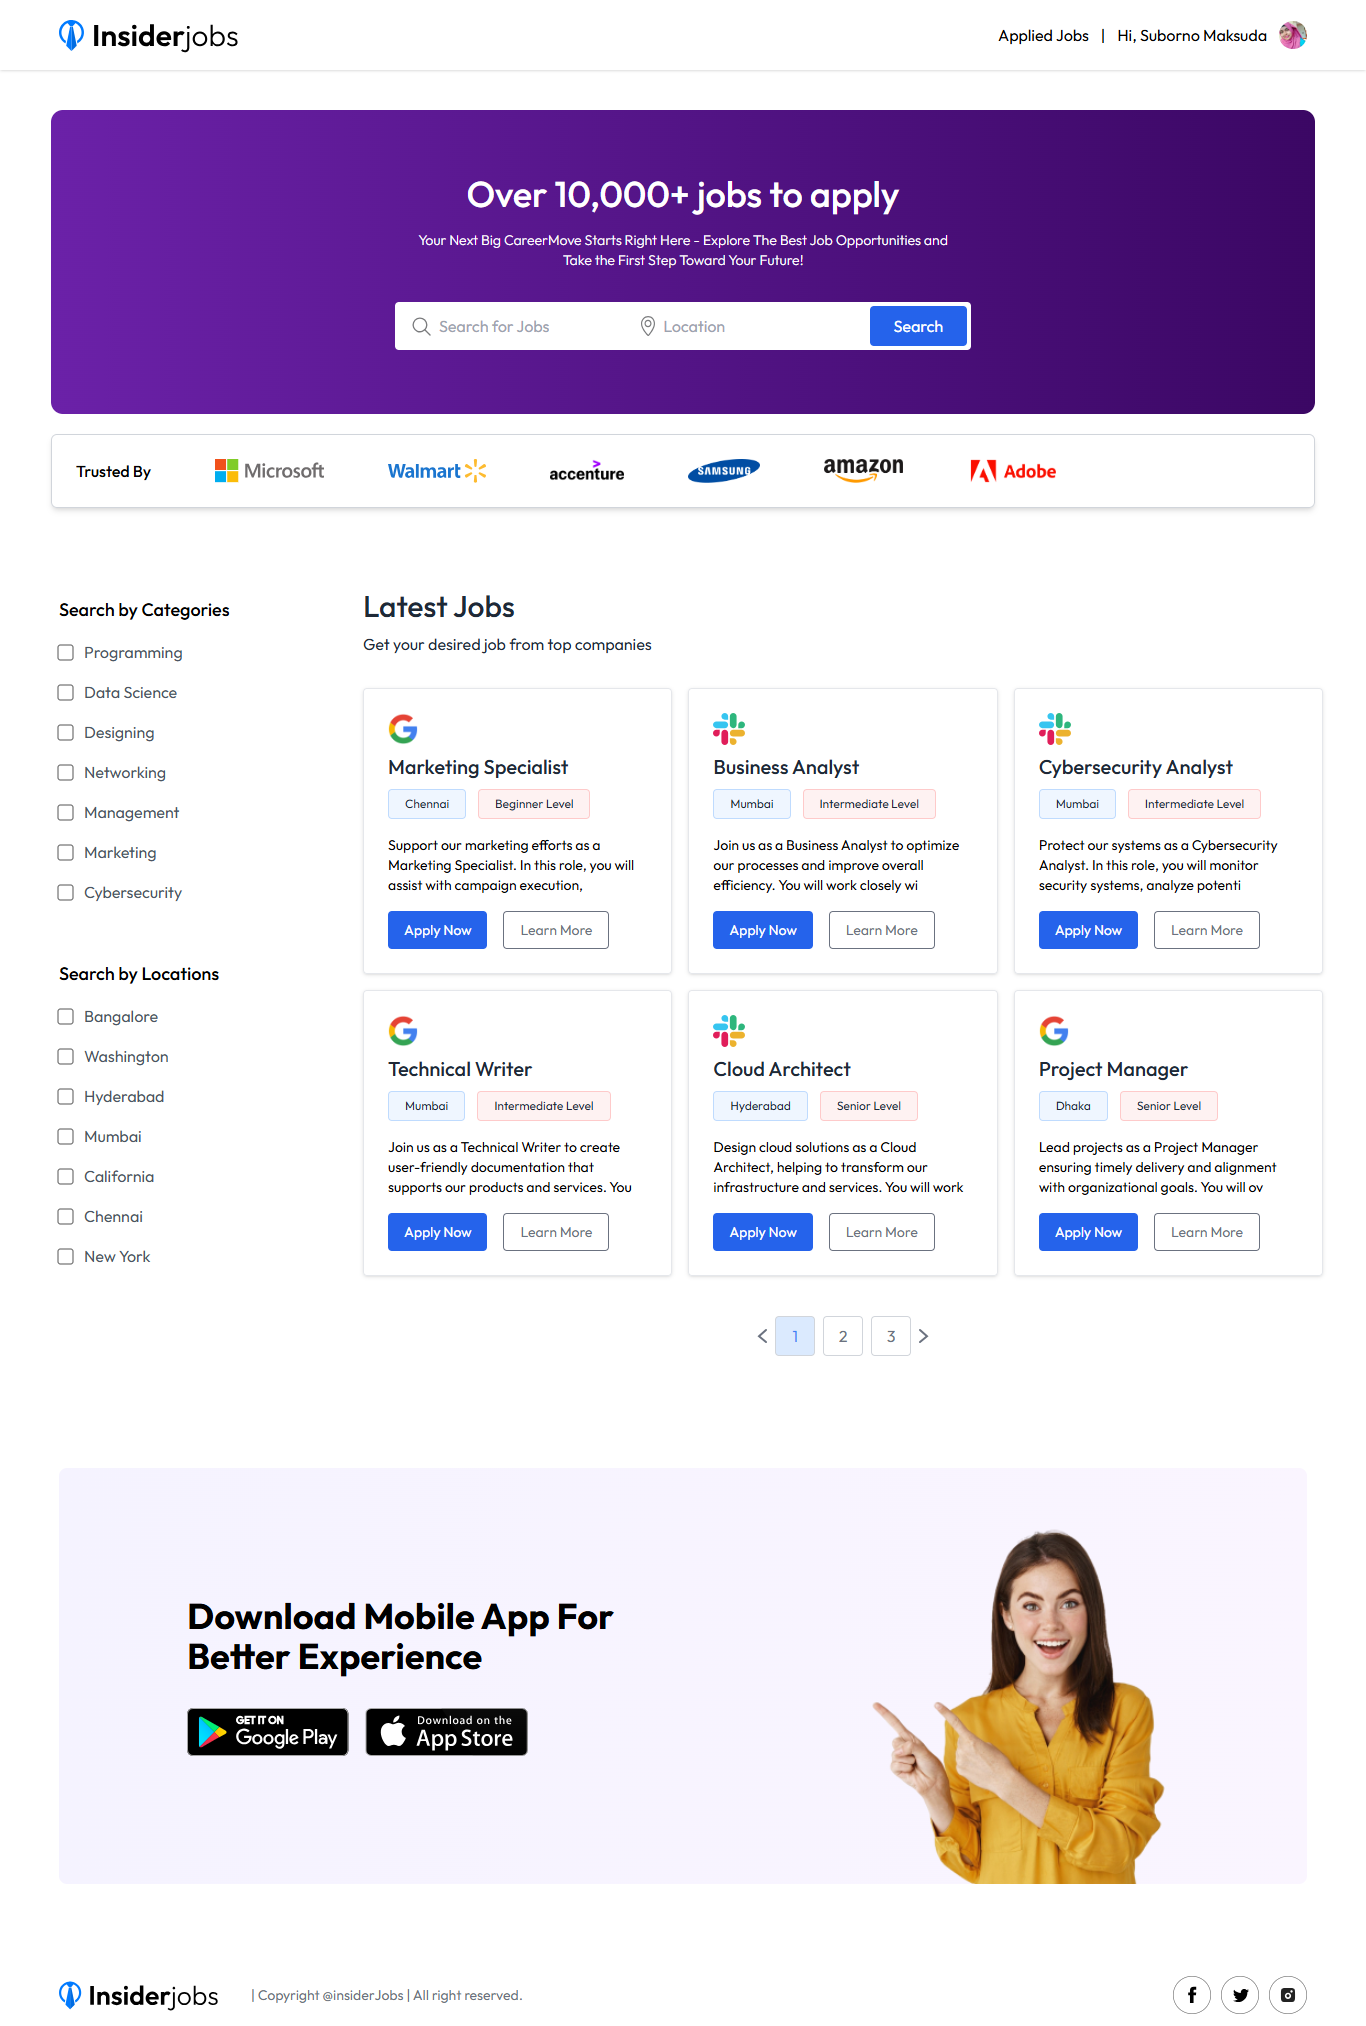 Insiderjobs
Applied Jobs | Hi, Suborno Maksuda
Over 10,000+ jobs to apply
Your Next Big CareerMove Starts Right Here - Explore The Best Job Opportunities and
Take the First Step Toward Your Future!
Search for Jobs
Location
Search
Trusted By
Microsoft
Walmart
accenture
SAMSUNG
amazon
Adobe
Search by Categories
Programming
Data Science
Designing
Networking
Management
Marketing
Cybersecurity
Search by Locations
Bangalore
Washington
Hyderabad
Mumbai
California
Chennai
New York
Latest Jobs
Get your desired job from top companies
Marketing Specialist
Chennai
Beginner Level
Support our marketing efforts as a
Marketing Specialist. In this role, you will
assist with campaign execution,
Apply Now
Learn More
Business Analyst
Mumbai
Intermediate Level
Join us as a Business Analyst to optimize
our processes and improve overall
efficiency. You will work closely wi
Apply Now
Learn More
Cybersecurity Analyst
Mumbai
Intermediate Level
Protect our systems as a Cybersecurity
Analyst. In this role, you will monitor
security systems, analyze potenti
Apply Now
Learn More
Technical Writer
Mumbai
Intermediate Level
Join us as a Technical Writer to create
user-friendly documentation that
supports our products and services. You
Apply Now
Learn More
Cloud Architect
Hyderabad
Senior Level
Design cloud solutions as a Cloud
Architect, helping to transform our
infrastructure and services. You will work
Apply Now
Learn More
Project Manager
Dhaka
Senior Level
Lead projects as a Project Manager
ensuring timely delivery and alignment
with organizational goals. You will ov
Apply Now
Learn More
1
2
3
Download Mobile App For
Better Experience
GET IT ON
Google Play
Download on the
App Store
Insiderjobs
| Copyright @insiderJobs | All right reserved.